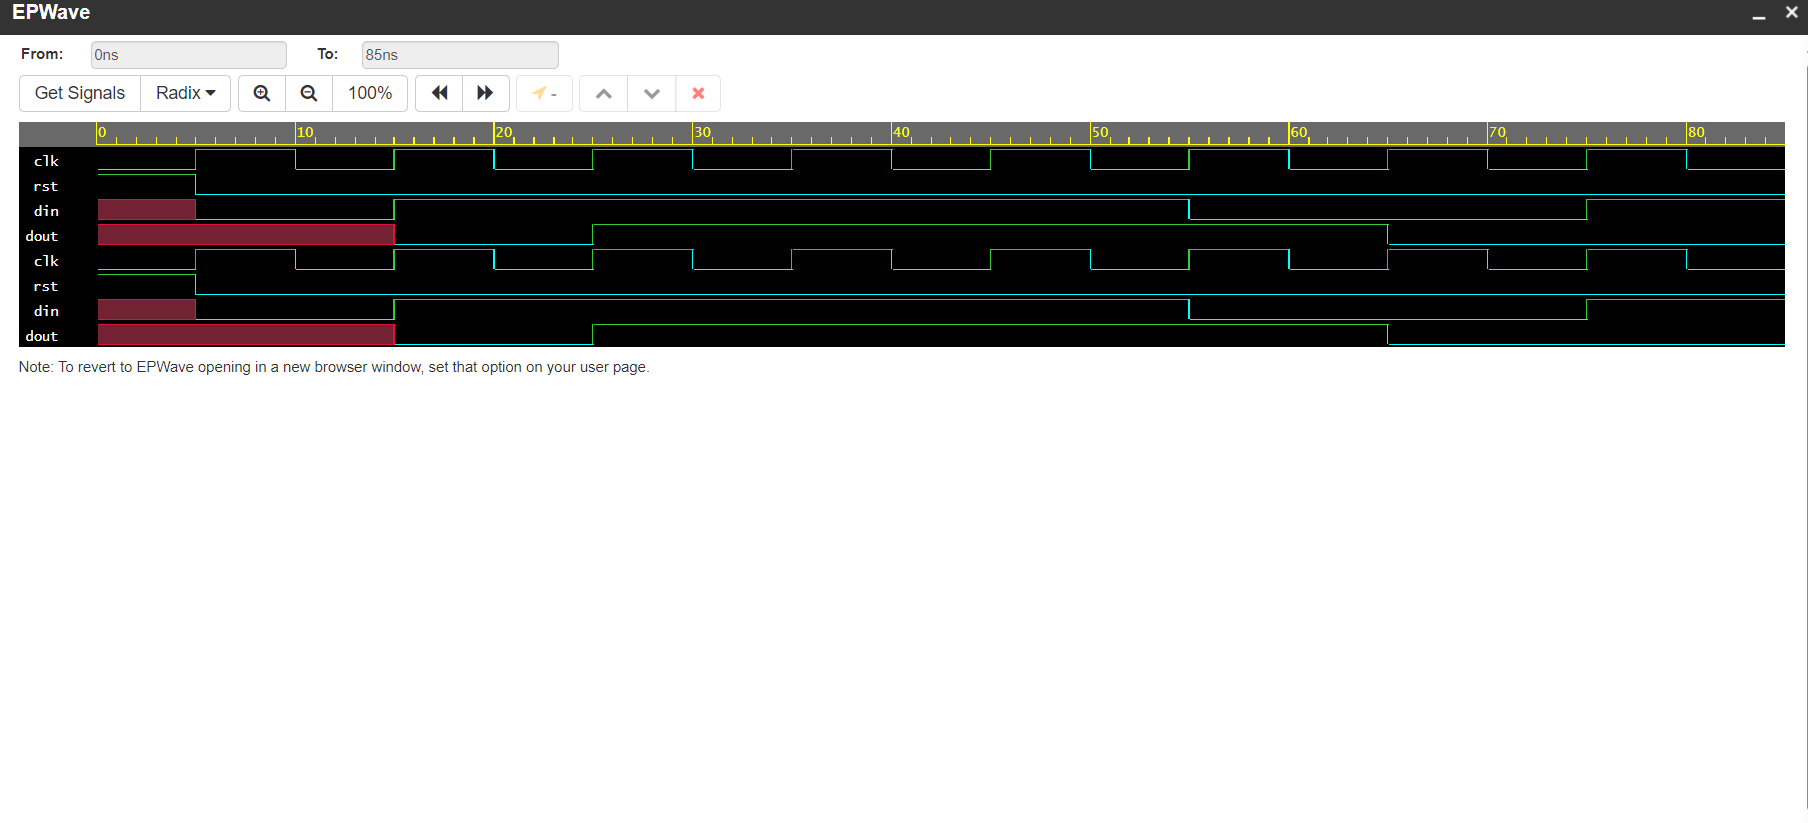 EPWave
From: 0ns To: 85ns
Get Signals Radix 100% -
0 10 20 30 40 50 60 70 80
clk
rst
din
dout
clk
rst
din
dout
Note: To revert to EPWave opening in a new browser window, set that option on your user page.